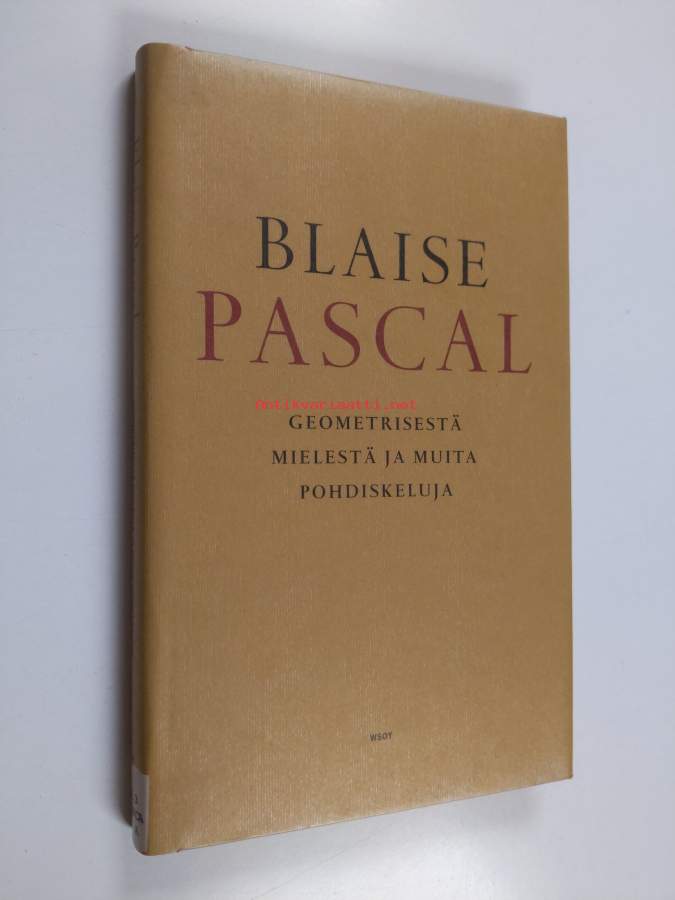 BLAISE
PASCAL
antikvariaatti.net
GEOMETRISESTÄ
MIELESTÄ JA MUITA
POHDISKELUJA
WSOY